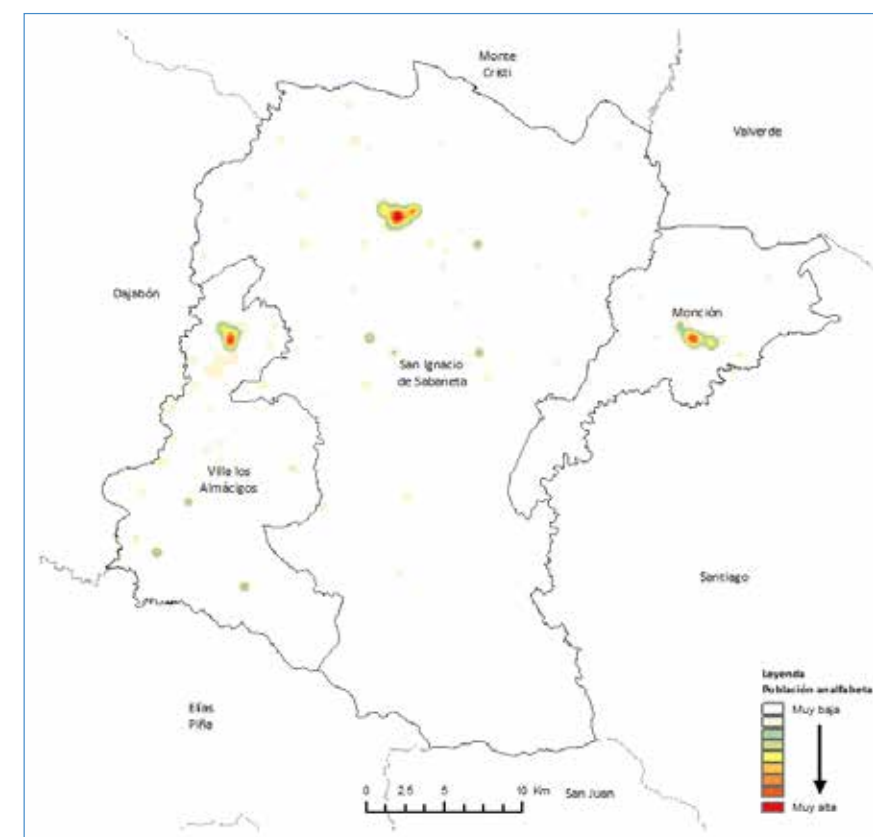 Monte
Cristi
Valverde
Dajabón
Monción
San Ignacio
de Sabaneta
Villa los
Almácigos
Santiago
Elías
Piña
San Juan
0 2.5 5 10 Km
Leyenda
Población analfabeta
Muy baja
Muy alta